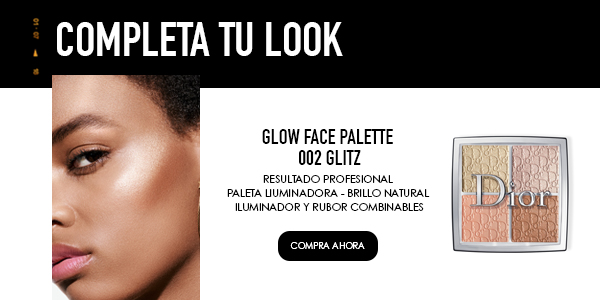 COMPLETA TU LOOK
GLOW FACE PALETTE
002 GLITZ
RESULTADO PROFESIONAL
PALETA LIUMINADORA - BRILLO NATURAL
ILUMINADOR Y RUBOR COMBINABLES
COMPRA AHORA
Dior